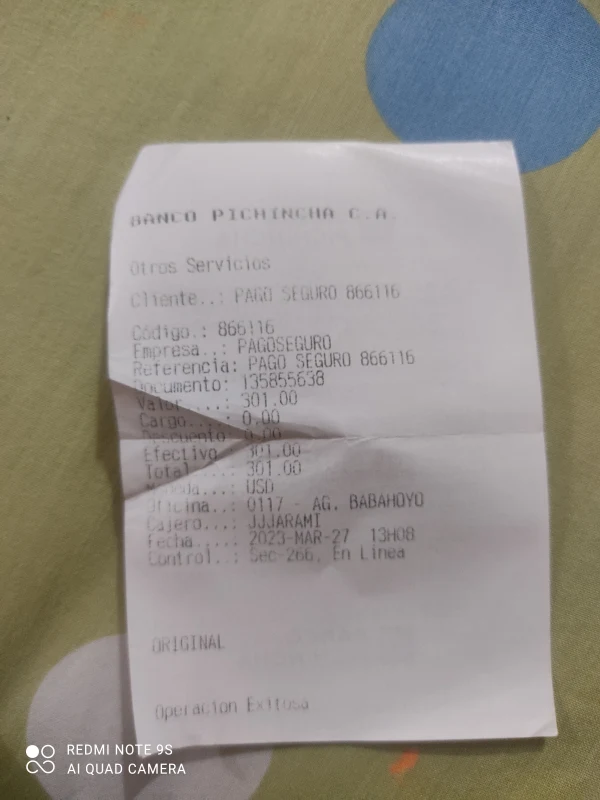 BANCO PICHINCHA C.A.
Otros Servicios
Cliente..: PAGO SEGURO 866116
Código.: 866116
Empresa..: PAGOSEGURO
Referencia: PAGO SEGURO 866116
Documento: 135855638
Valor....: 301.00
Cargo....: 0.00
Descuento: 0.00
Efectivo: 301.00
Total....: 301.00
Moneda...: USD
Oficina..: 0117 - AG. BABAHOYO
Cajero...: JJJARAMI
Fecha....: 2023-MAR-27 13H08
Control..: Sec-266, En Linea
ORIGINAL
Operacion Exitosa
REDMI NOTE 9S
AI QUAD CAMERA